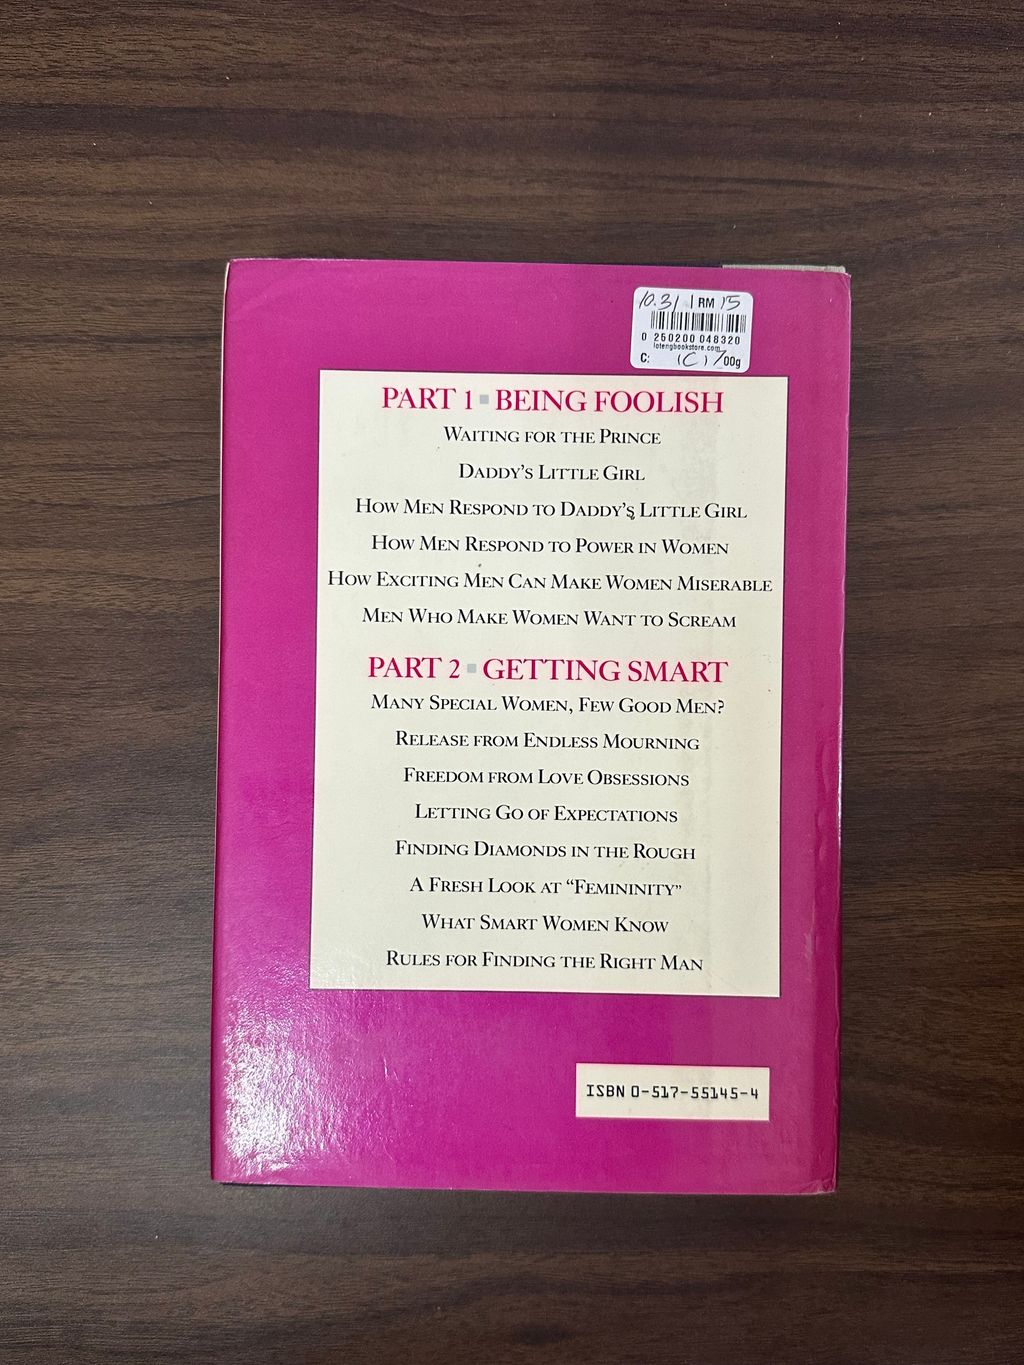 10.31 RM 15
0 250200 048320
lotengbookstore.com
C: (C) 700g
PART 1 ▪ BEING FOOLISH
WAITING FOR THE PRINCE
DADDY'S LITTLE GIRL
HOW MEN RESPOND TO DADDY'S LITTLE GIRL
HOW MEN RESPOND TO POWER IN WOMEN
HOW EXCITING MEN CAN MAKE WOMEN MISERABLE
MEN WHO MAKE WOMEN WANT TO SCREAM
PART 2 ▪ GETTING SMART
MANY SPECIAL WOMEN, FEW GOOD MEN?
RELEASE FROM ENDLESS MOURNING
FREEDOM FROM LOVE OBSESSIONS
LETTING GO OF EXPECTATIONS
FINDING DIAMONDS IN THE ROUGH
A FRESH LOOK AT "FEMININITY"
WHAT SMART WOMEN KNOW
RULES FOR FINDING THE RIGHT MAN
ISBN 0-517-55145-4